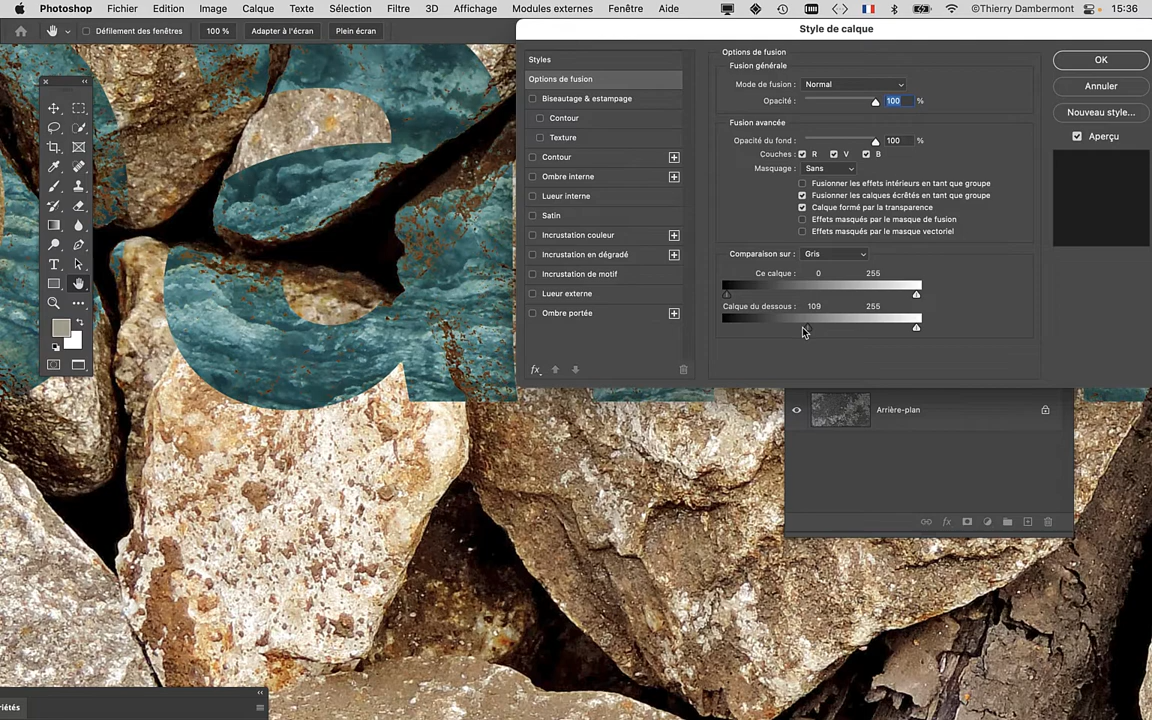 Photoshop Fichier Edition Image Calque Texte Sélection Filtre 3D Affichage Modules externes Fenêtre Aide ©Thierry Dambermont 15:36
Défilement des fenêtres 100 % Adapter à l'écran Plein écran
Style de calque
Styles
Options de fusion
Biseautage & estampage
Contour
Texture
Contour
Ombre interne
Lueur interne
Satin
Incrustation couleur
Incrustation en dégradé
Incrustation de motif
Lueur externe
Ombre portée
fx
Options de fusion
Fusion générale
Mode de fusion : Normal
Opacité : 100 %
Fusion avancée
Opacité du fond : 100 %
Couches : R V B
Masquage : Sans
Fusionner les effets intérieurs en tant que groupe
Fusionner les calques écrêtés en tant que groupe
Calque formé par la transparence
Effets masqués par le masque de fusion
Effets masqués par le masque vectoriel
Comparaison sur : Gris
Ce calque : 0 255
Calque du dessous : 109 255
OK
Annuler
Nouveau style...
Aperçu
Arrière-plan
fx
riétés